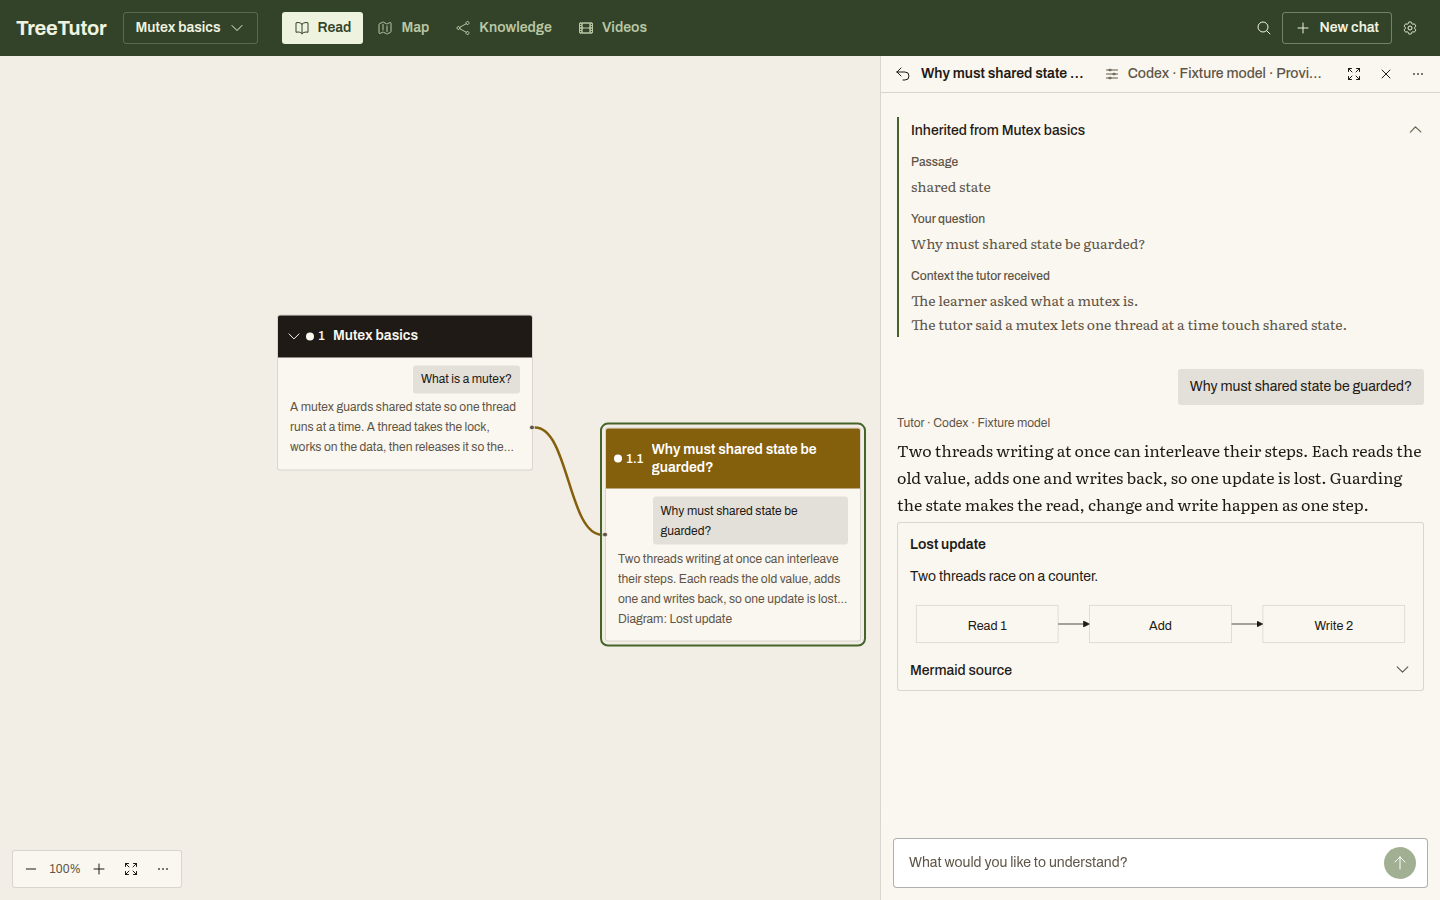 TreeTutor
Mutex basics
Read
Map
Knowledge
Videos
New chat
1 Mutex basics
What is a mutex?
A mutex guards shared state so one thread
runs at a time. A thread takes the lock,
works on the data, then releases it so the...
1.1 Why must shared state be
guarded?
Why must shared state be
guarded?
Two threads writing at once can interleave
their steps. Each reads the old value, adds
one and writes back, so one update is lost...
Diagram: Lost update
100%
Why must shared state ...
Codex · Fixture model · Provi...
Inherited from Mutex basics
Passage
shared state
Your question
Why must shared state be guarded?
Context the tutor received
The learner asked what a mutex is.
The tutor said a mutex lets one thread at a time touch shared state.
Why must shared state be guarded?
Tutor · Codex · Fixture model
Two threads writing at once can interleave their steps. Each reads the
old value, adds one and writes back, so one update is lost. Guarding
the state makes the read, change and write happen as one step.
Lost update
Two threads race on a counter.
Read 1
Add
Write 2
Mermaid source
What would you like to understand?